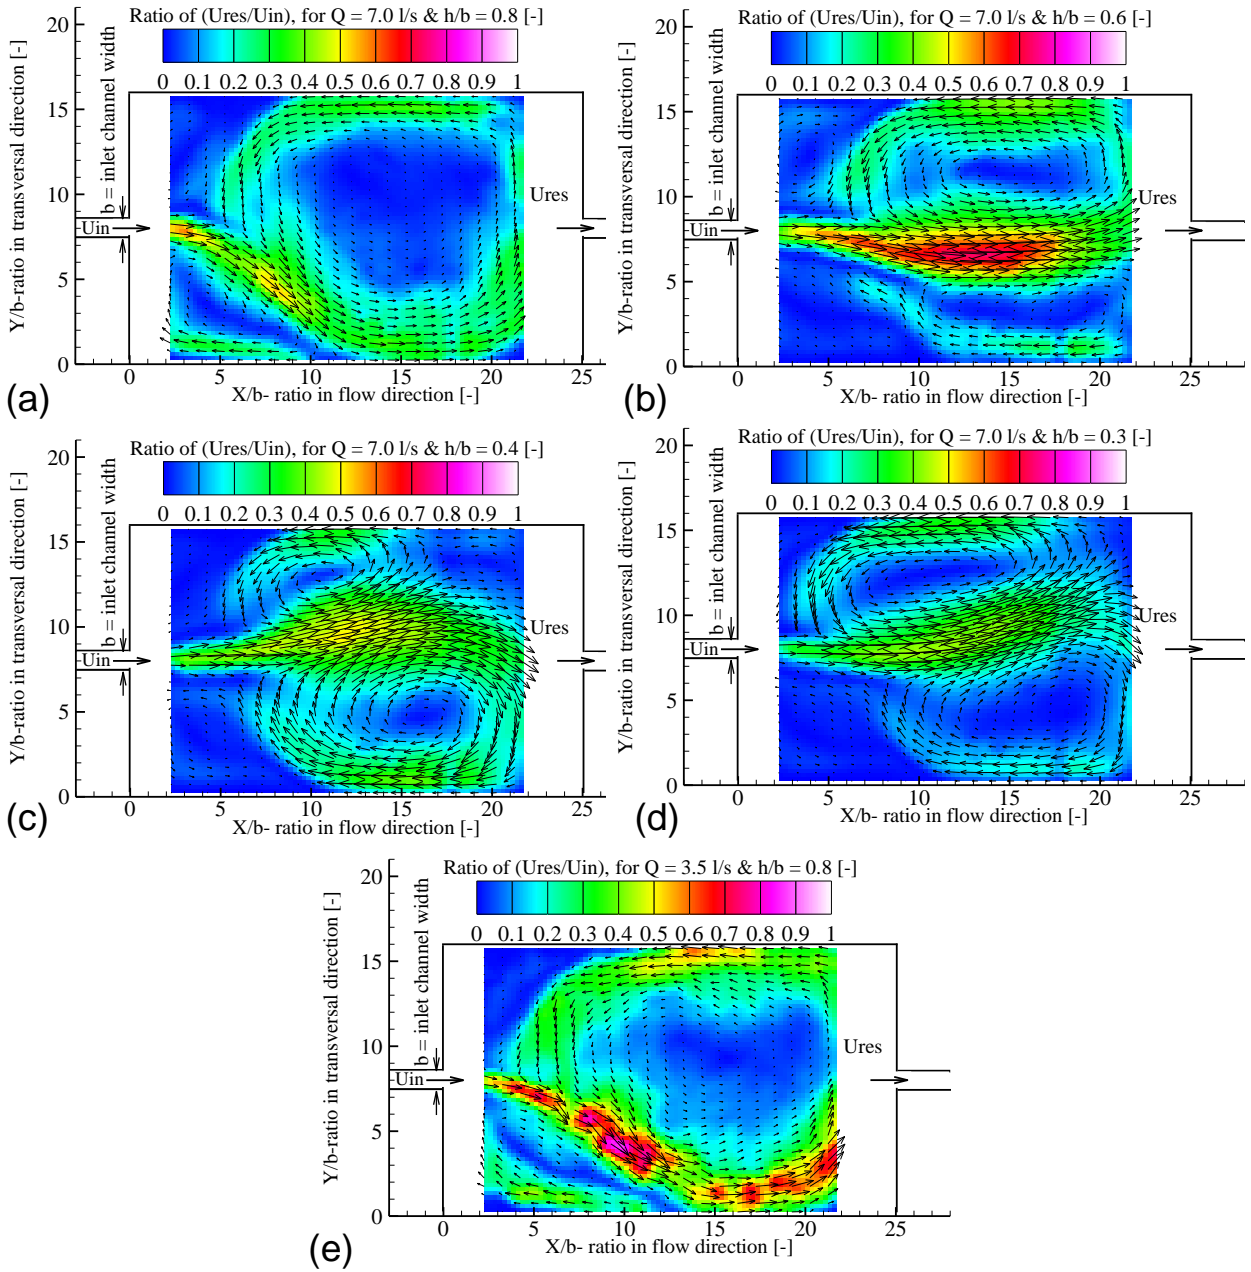 Ratio of (Ures/Uin), for Q = 7.0 l/s & h/b = 0.8 [-]
0 0.1 0.2 0.3 0.4 0.5 0.6 0.7 0.8 0.9 1
Y/b-ratio in transversal direction [-]
b = inlet channel width
20
15
10
5
0
Uin
Ures
0 5 10 15 20 25
X/b- ratio in flow direction [-]
(a)
Ratio of (Ures/Uin), for Q = 7.0 l/s & h/b = 0.6 [-]
0 0.1 0.2 0.3 0.4 0.5 0.6 0.7 0.8 0.9 1
Y/b-ratio in transversal direction [-]
b = inlet channel width
20
15
10
5
0
Uin
Ures
0 5 10 15 20 25 28
X/b- ratio in flow direction [-]
(b)
Ratio of (Ures/Uin), for Q = 7.0 l/s & h/b = 0.4 [-]
0 0.1 0.2 0.3 0.4 0.5 0.6 0.7 0.8 0.9 1
Y/b-ratio in transversal direction [-]
b = inlet channel width
20
15
10
5
0
Uin
Ures
0 5 10 15 20 25
X/b- ratio in flow direction [-]
(c)
Ratio of (Ures/Uin), for Q = 7.0 l/s & h/b = 0.3 [-]
0 0.1 0.2 0.3 0.4 0.5 0.6 0.7 0.8 0.9 1
Y/b-ratio in transversal direction [-]
b = inlet channel width
20
15
10
5
0
Uin
Ures
0 5 10 15 20 25 28
X/b- ratio in flow direction [-]
(d)
Ratio of (Ures/Uin), for Q = 3.5 l/s & h/b = 0.8 [-]
0 0.1 0.2 0.3 0.4 0.5 0.6 0.7 0.8 0.9 1
Y/b-ratio in transversal direction [-]
b = inlet channel width
20
15
10
5
0
Uin
Ures
0 5 10 15 20 25 28
X/b- ratio in flow direction [-]
(e)